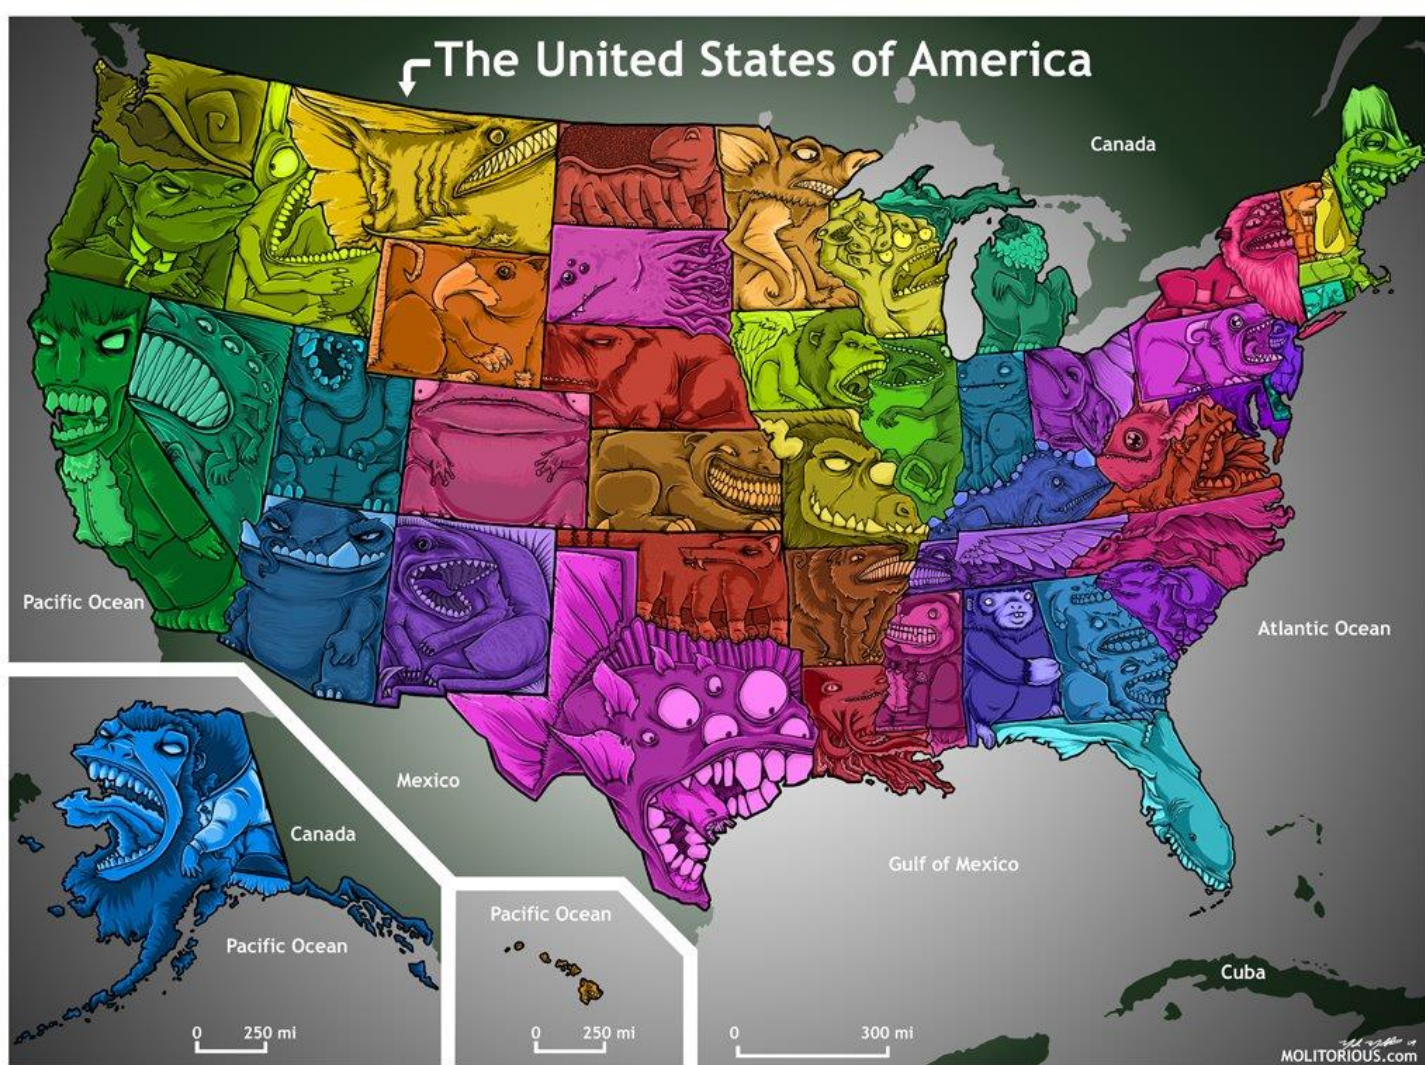 The United States of America
Canada
Pacific Ocean
Atlantic Ocean
Mexico
Canada
Gulf of Mexico
Pacific Ocean
Pacific Ocean
Cuba
0 250 mi
0 250 mi
0 300 mi
MOLITORIOUS.com